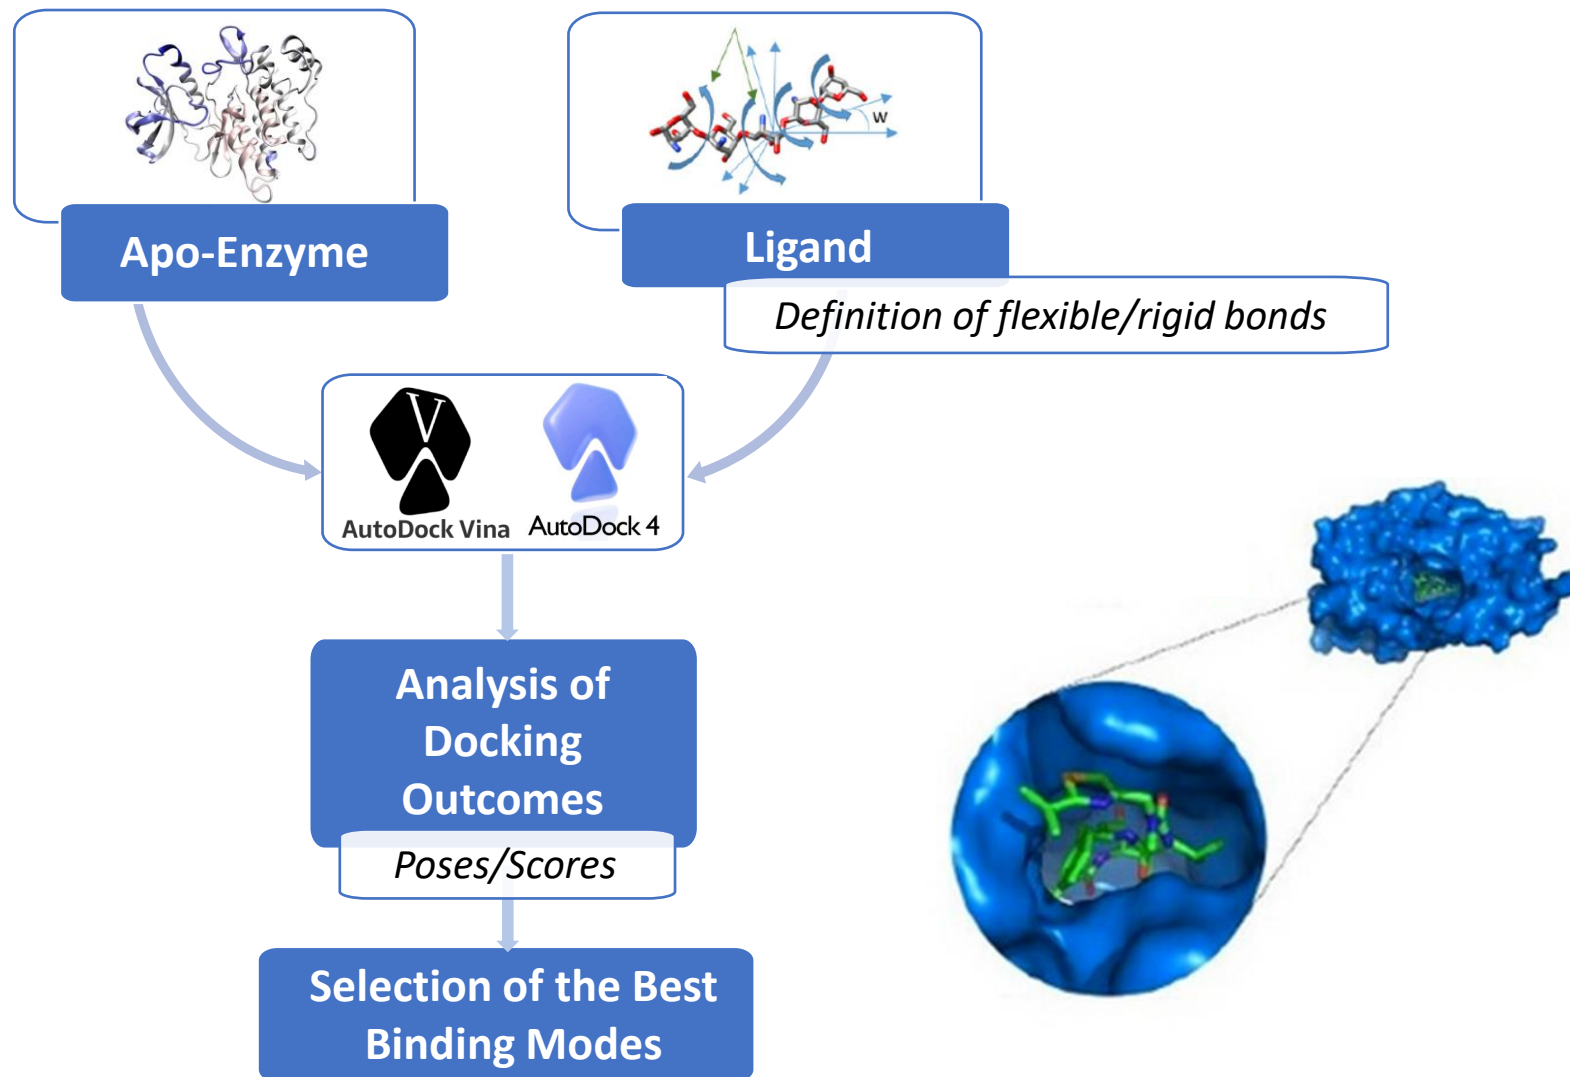 W
Apo-Enzyme
Ligand
Definition of flexible/rigid bonds
V
AutoDock Vina
AutoDock 4
Analysis of
Docking
Outcomes
Poses/Scores
Selection of the Best
Binding Modes